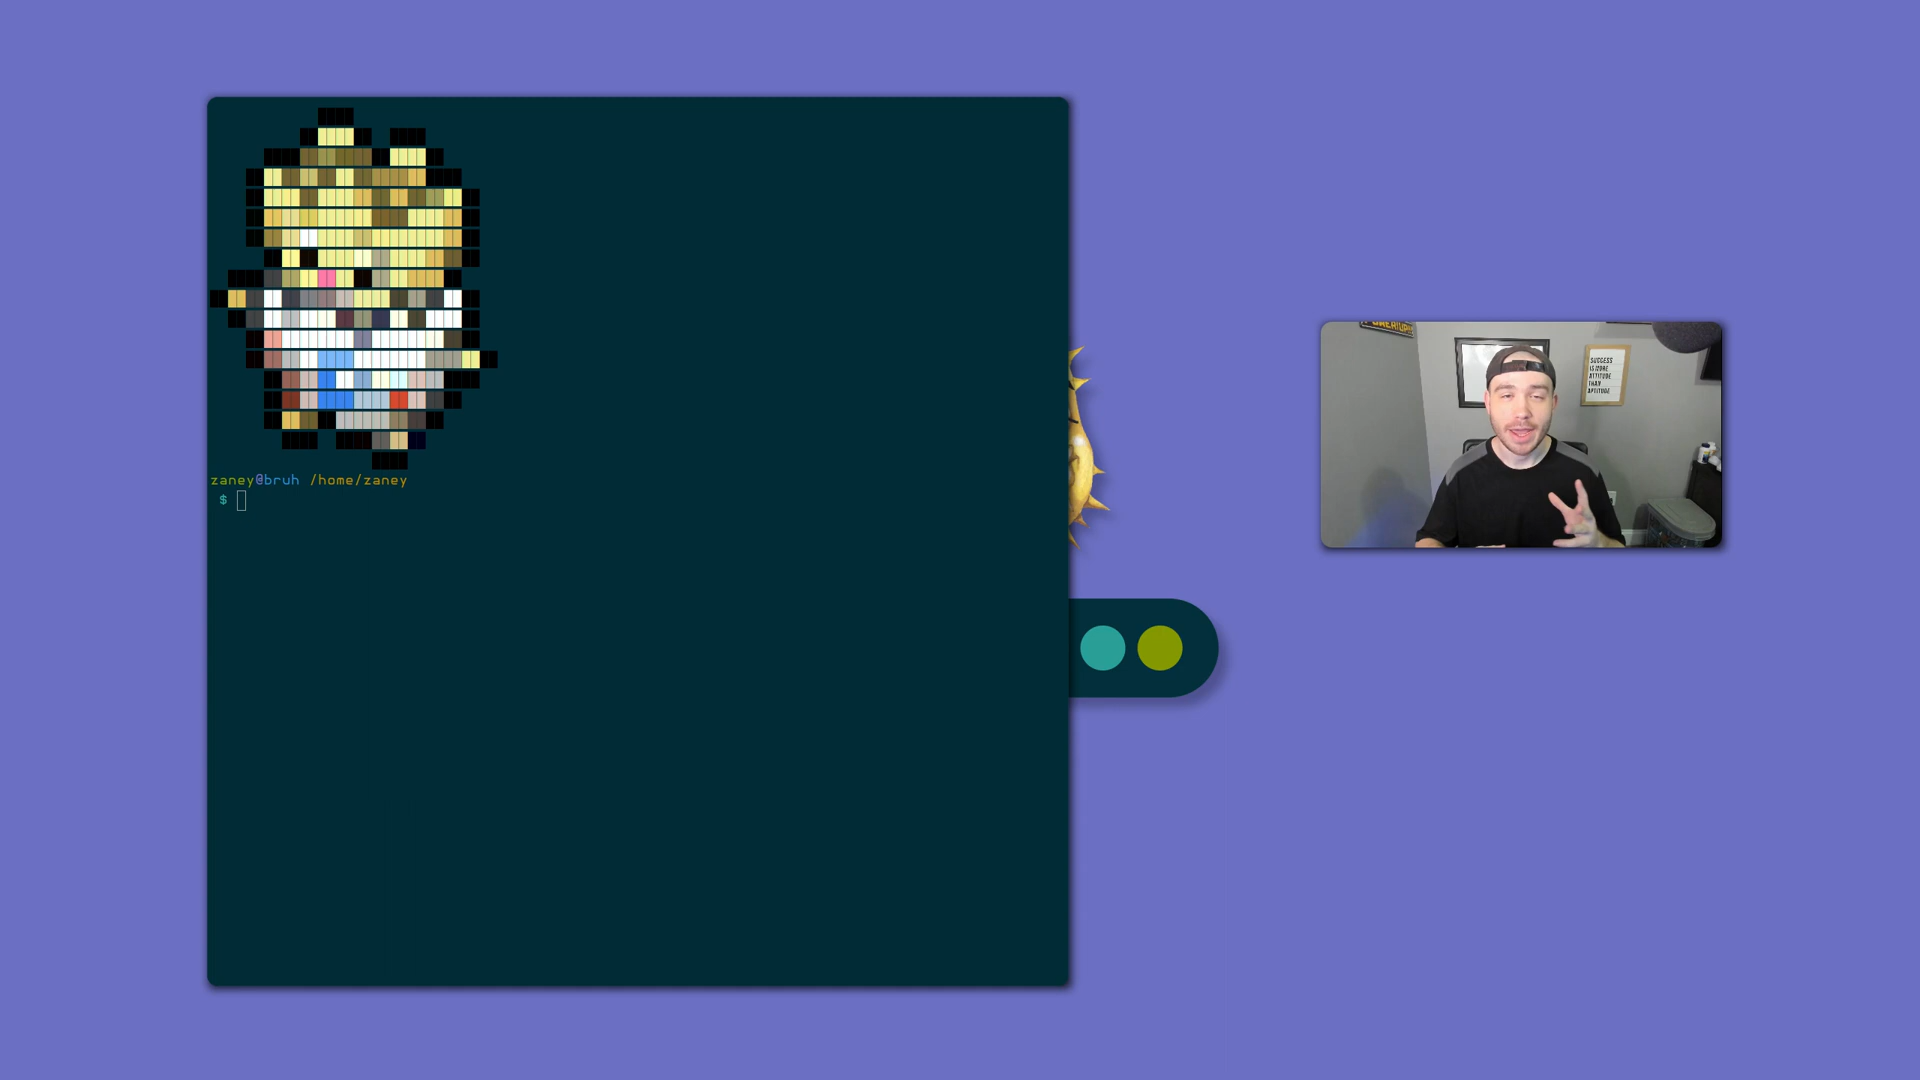 zaney@bruh /home/zaney
$
SUCCESS
IS MORE
ATTITUDE
THAN
APTITUDE